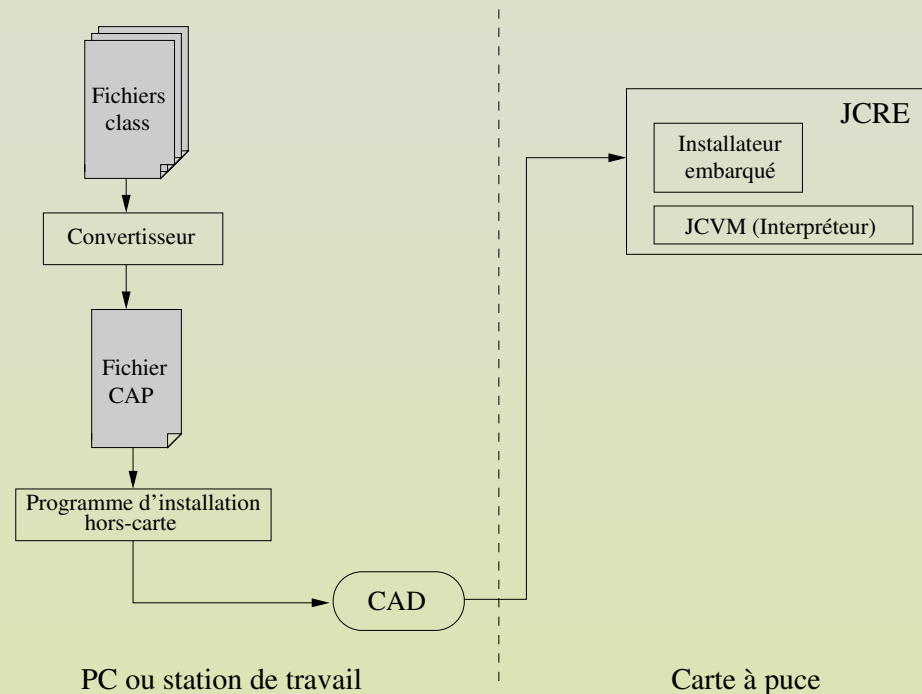 Fichiers
class
Convertisseur
Fichier
CAP
Programme d'installation
hors-carte
CAD
PC ou station de travail
JCRE
Installateur
embarqué
JCVM (Interpréteur)
Carte à puce